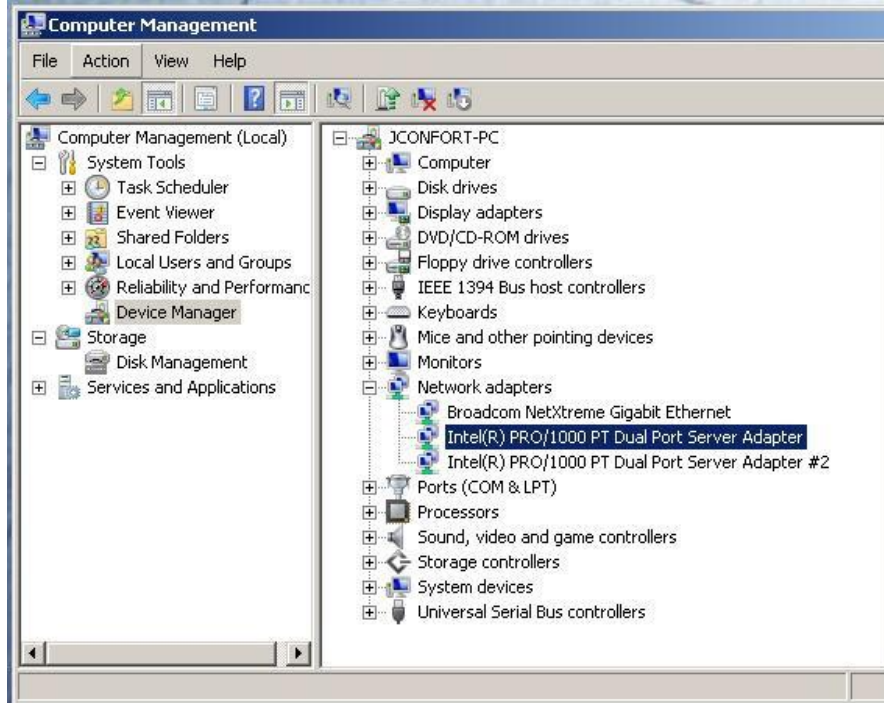 Computer Management
File Action View Help
Computer Management (Local)
System Tools
Task Scheduler
Event Viewer
Shared Folders
Local Users and Groups
Reliability and Performanc
Device Manager
Storage
Disk Management
Services and Applications
JCONFORT-PC
Computer
Disk drives
Display adapters
DVD/CD-ROM drives
Floppy drive controllers
IEEE 1394 Bus host controllers
Keyboards
Mice and other pointing devices
Monitors
Network adapters
Broadcom NetXtreme Gigabit Ethernet
Intel(R) PRO/1000 PT Dual Port Server Adapter
Intel(R) PRO/1000 PT Dual Port Server Adapter #2
Ports (COM & LPT)
Processors
Sound, video and game controllers
Storage controllers
System devices
Universal Serial Bus controllers